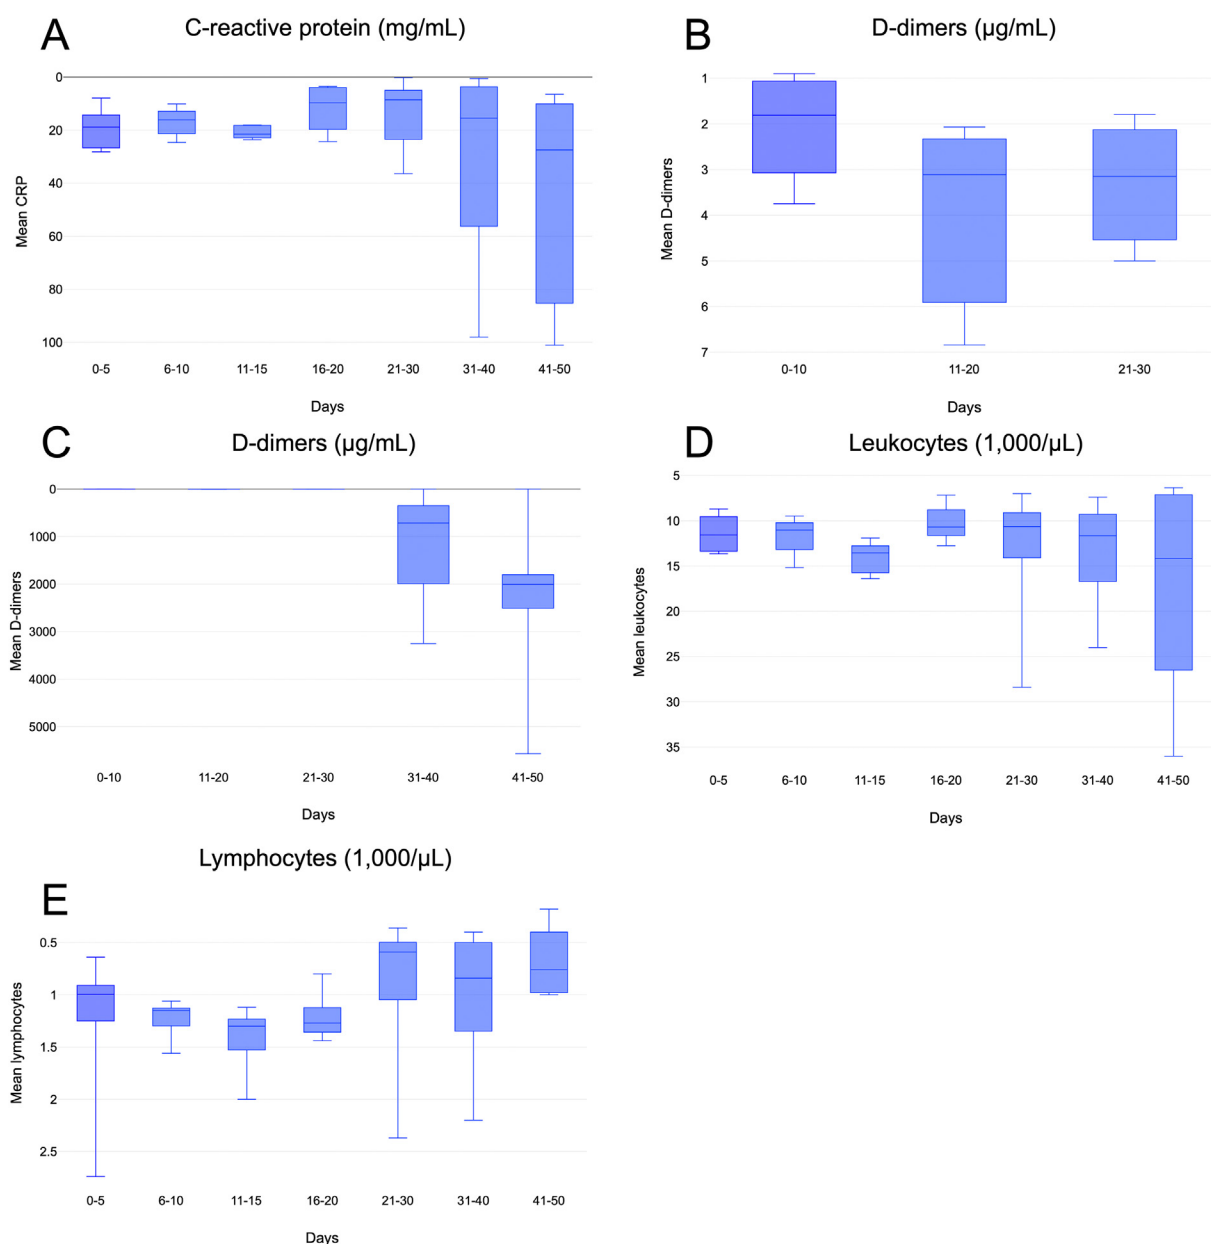 A
C-reactive protein (mg/mL)
0
20
40
60
80
100
Mean CRP
0-5 6-10 11-15 16-20 21-30 31-40 41-50
Days
B
D-dimers (µg/mL)
1
2
3
4
5
6
7
Mean D-dimers
0-10 11-20 21-30
Days
C
D-dimers (µg/mL)
0
1000
2000
3000
4000
5000
Mean D-dimers
0-10 11-20 21-30 31-40 41-50
Days
D
Leukocytes (1,000/µL)
5
10
15
20
25
30
35
Mean leukocytes
0-5 6-10 11-15 16-20 21-30 31-40 41-50
Days
E
Lymphocytes (1,000/µL)
0.5
1
1.5
2
2.5
Mean lymphocytes
0-5 6-10 11-15 16-20 21-30 31-40 41-50
Days